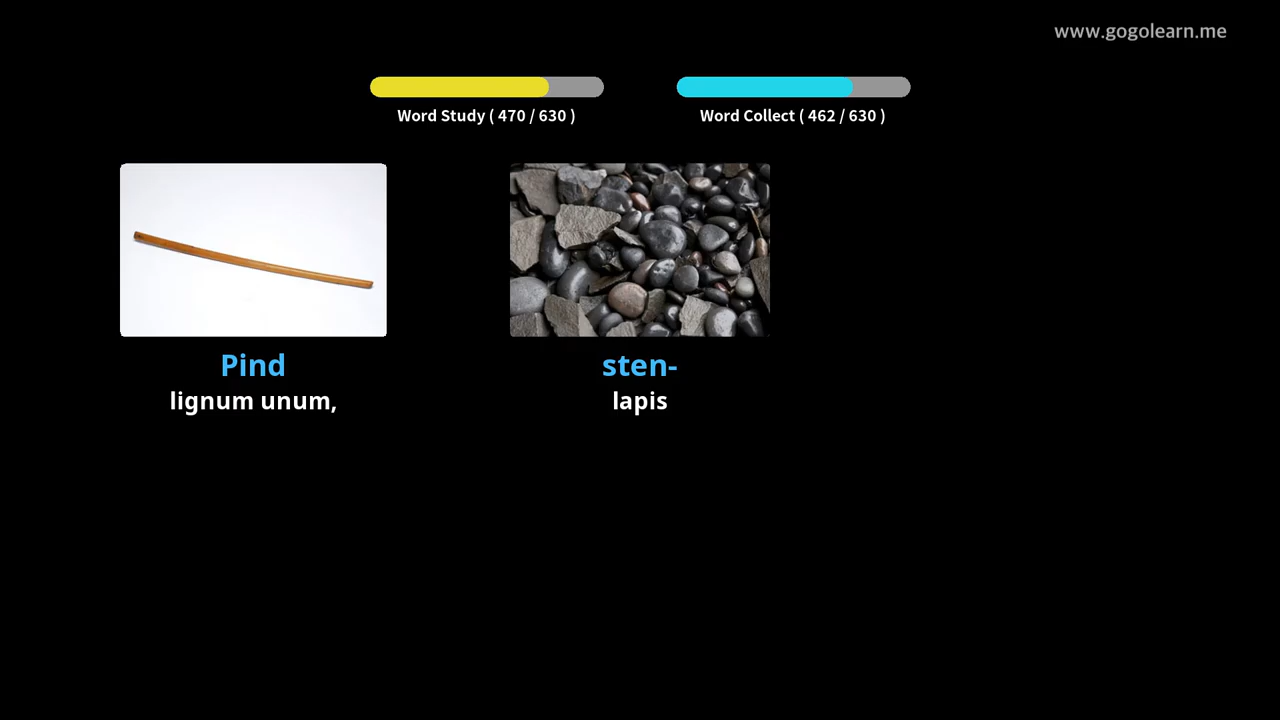 www.gogolearn.me
Word Study ( 470 / 630 )
Word Collect ( 462 / 630 )
Pind
lignum unum,
sten-
lapis